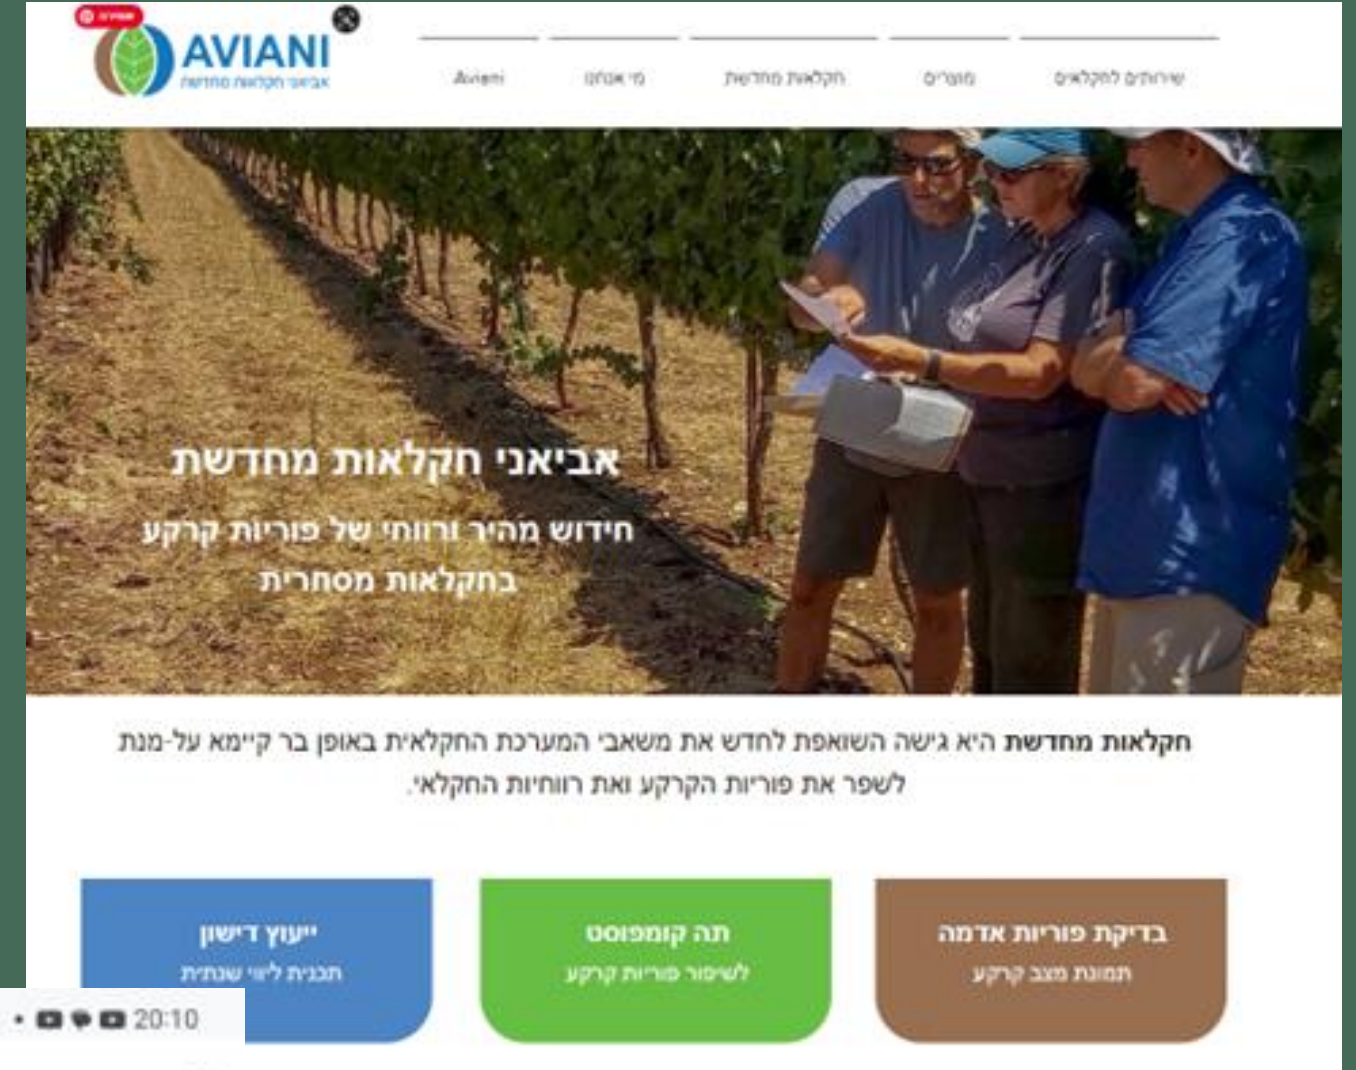 שמירה
AVIANI
אביאני חקלאות מחדשת
שירותים לחקלאים
מוצרים
חקלאות מחדשת
מי אנחנו
Aviani
אביאני חקלאות מחדשת
חידוש מהיר ורווחי של פוריות קרקע
בחקלאות מסחרית
חקלאות מחדשת היא גישה השואפת לחדש את משאבי המערכת החקלאית באופן בר קיימא על-מנת
לשפר את פוריות הקרקע ואת רווחיות החקלאי.
בדיקת פוריות אדמה
תמונת מצב קרקע
תה קומפוסט
לשיפור פוריות קרקע
ייעוץ דישון
תכנית ליווי שנתית
20:10